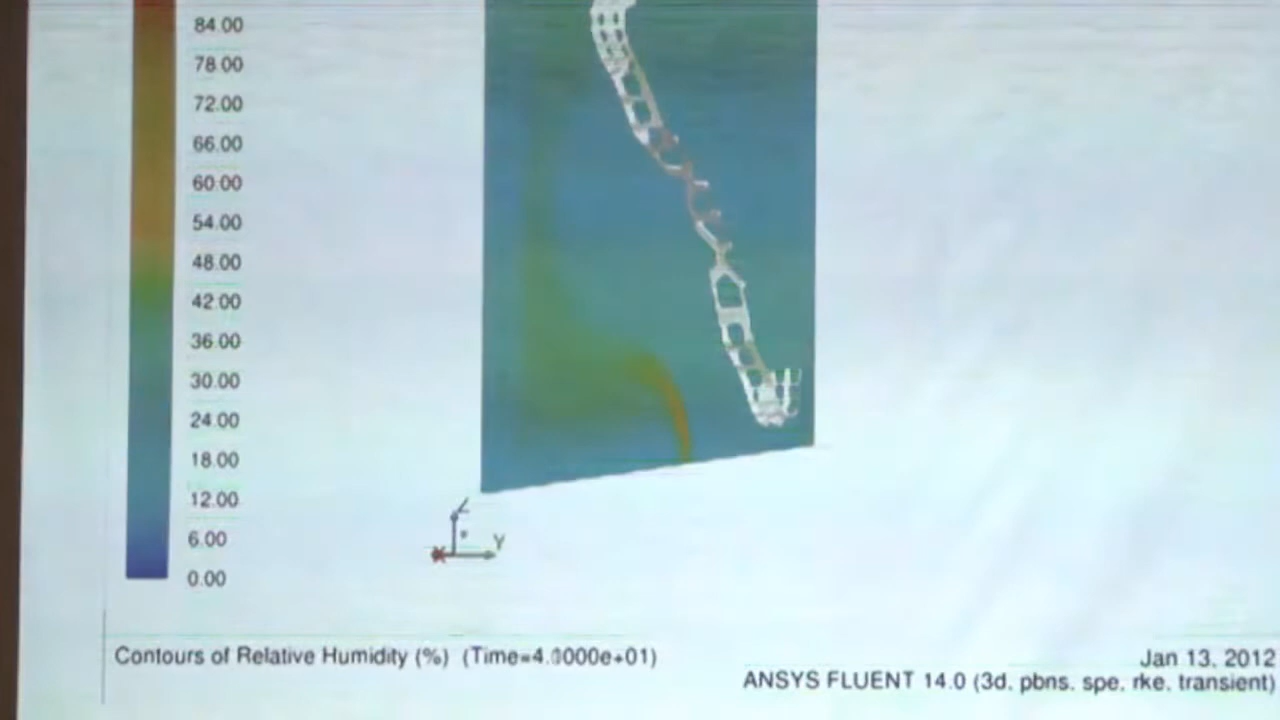 84.00
78.00
72.00
66.00
60.00
54.00
48.00
42.00
36.00
30.00
24.00
18.00
12.00
6.00
0.00
Z
Y
X
Contours of Relative Humidity (%) (Time=4.0000e+01)
Jan 13, 2012
ANSYS FLUENT 14.0 (3d, pbns, spe, rke, transient)